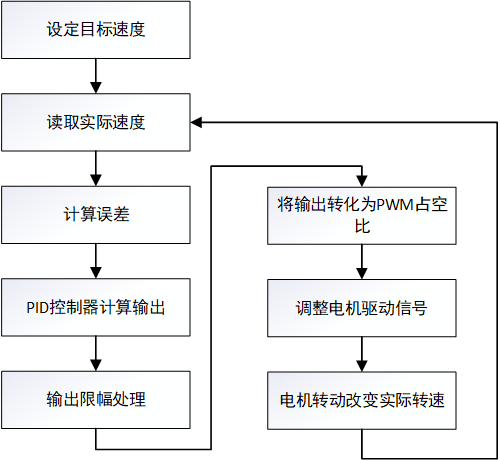 设定目标速度
读取实际速度
计算误差
PID控制器计算输出
输出限幅处理
将输出转化为PWM占空
比
调整电机驱动信号
电机转动改变实际转速